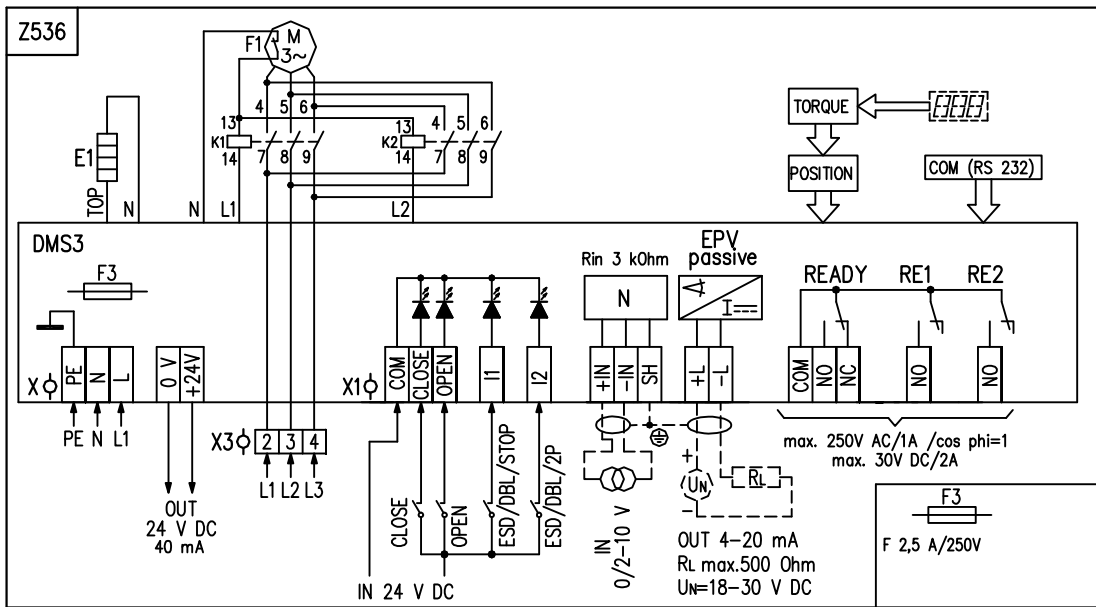 Z536
F1
M
3~
4 5 6
13
K1
14
7 8 9
13
K2
14
4 5 6
7 8 9
E1
TOP
N
N
L1
L2
TORQUE
POSITION
COM (RS 232)
DMS3
F3
Rin 3 kOhm
N
EPV
passive
I
READY
RE1
RE2
X
PE
N
L
0 V
+24V
X1
COM
CLOSE
OPEN
I1
I2
+IN
-IN
SH
+L
-L
COM
NO
NC
NO
NO
PE N L1
X3
2 3 4
L1 L2 L3
OUT
24 V DC
40 mA
CLOSE
OPEN
ESD/DBL/STOP
ESD/DBL/2P
IN 24 V DC
IN
0/2-10 V
+
UN
-
RL
OUT 4-20 mA
RL max.500 Ohm
UN=18-30 V DC
max. 250V AC/1A /cos phi=1
max. 30V DC/2A
F3
F 2,5 A/250V